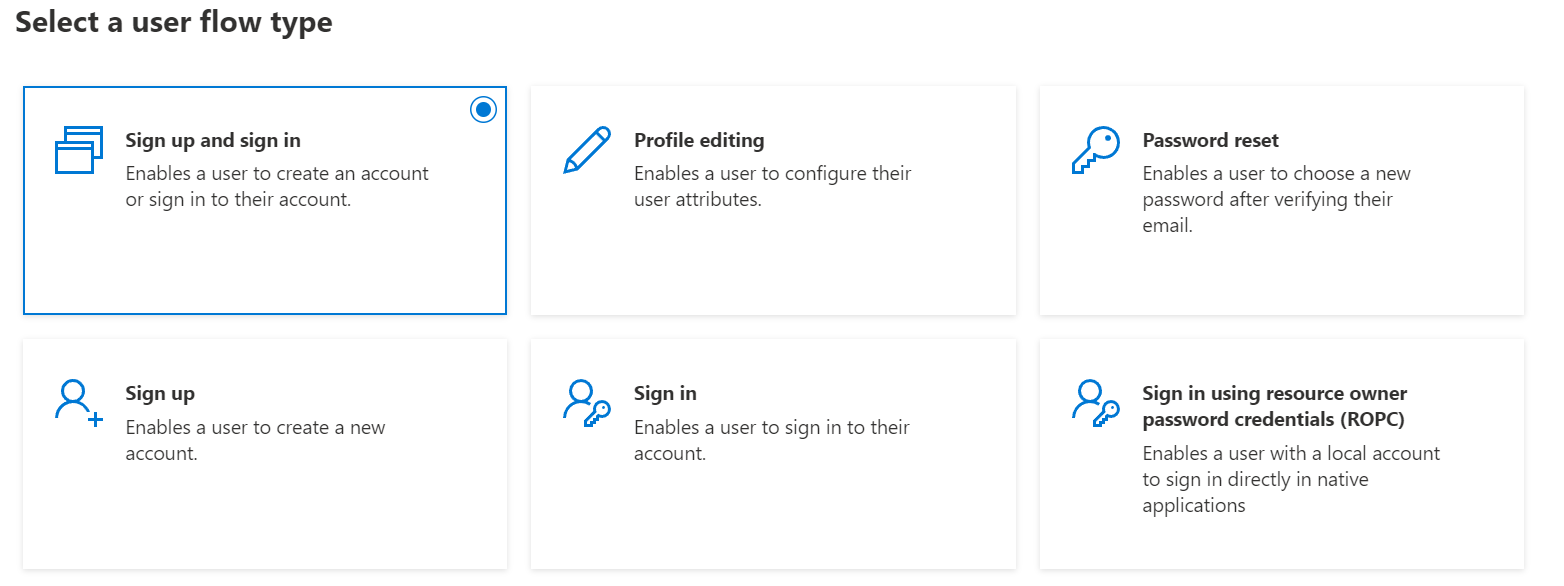 Select a user flow type
Sign up and sign in
Enables a user to create an account
or sign in to their account.
Profile editing
Enables a user to configure their
user attributes.
Password reset
Enables a user to choose a new
password after verifying their
email.
Sign up
Enables a user to create a new
account.
Sign in
Enables a user to sign in to their
account.
Sign in using resource owner
password credentials (ROPC)
Enables a user with a local account
to sign in directly in native
applications